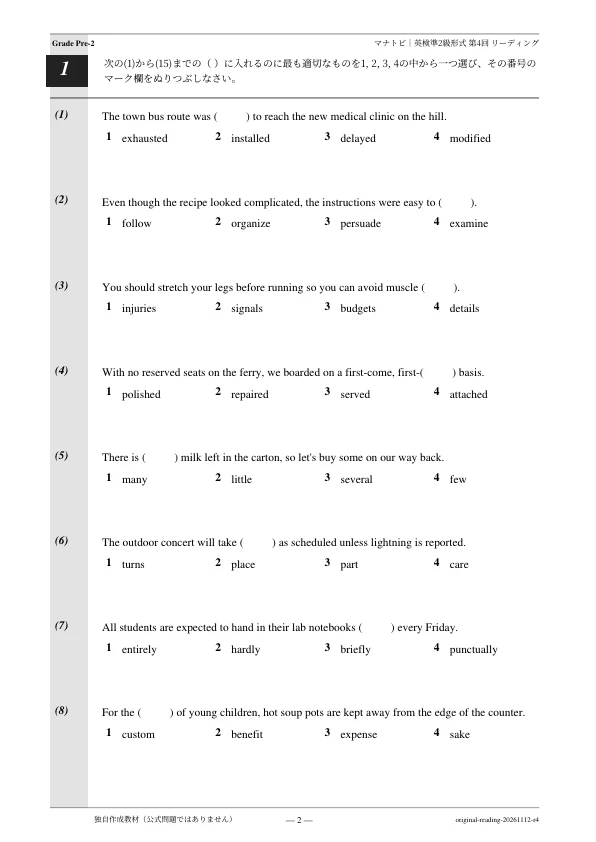 Grade Pre-2
マナトビ｜英検準2級形式 第4回 リーディング
1
次の(1)から(15)までの（ ）に入れるのに最も適切なものを1, 2, 3, 4の中から一つ選び、その番号の
マーク欄をぬりつぶしなさい。
(1)
The town bus route was (          ) to reach the new medical clinic on the hill.
1 exhausted 2 installed 3 delayed 4 modified
(2)
Even though the recipe looked complicated, the instructions were easy to (          ).
1 follow 2 organize 3 persuade 4 examine
(3)
You should stretch your legs before running so you can avoid muscle (          ).
1 injuries 2 signals 3 budgets 4 details
(4)
With no reserved seats on the ferry, we boarded on a first-come, first-(          ) basis.
1 polished 2 repaired 3 served 4 attached
(5)
There is (          ) milk left in the carton, so let's buy some on our way back.
1 many 2 little 3 several 4 few
(6)
The outdoor concert will take (          ) as scheduled unless lightning is reported.
1 turns 2 place 3 part 4 care
(7)
All students are expected to hand in their lab notebooks (          ) every Friday.
1 entirely 2 hardly 3 briefly 4 punctually
(8)
For the (          ) of young children, hot soup pots are kept away from the edge of the counter.
1 custom 2 benefit 3 expense 4 sake
独自作成教材（公式問題ではありません）
— 2 —
original-reading-20261112-r4